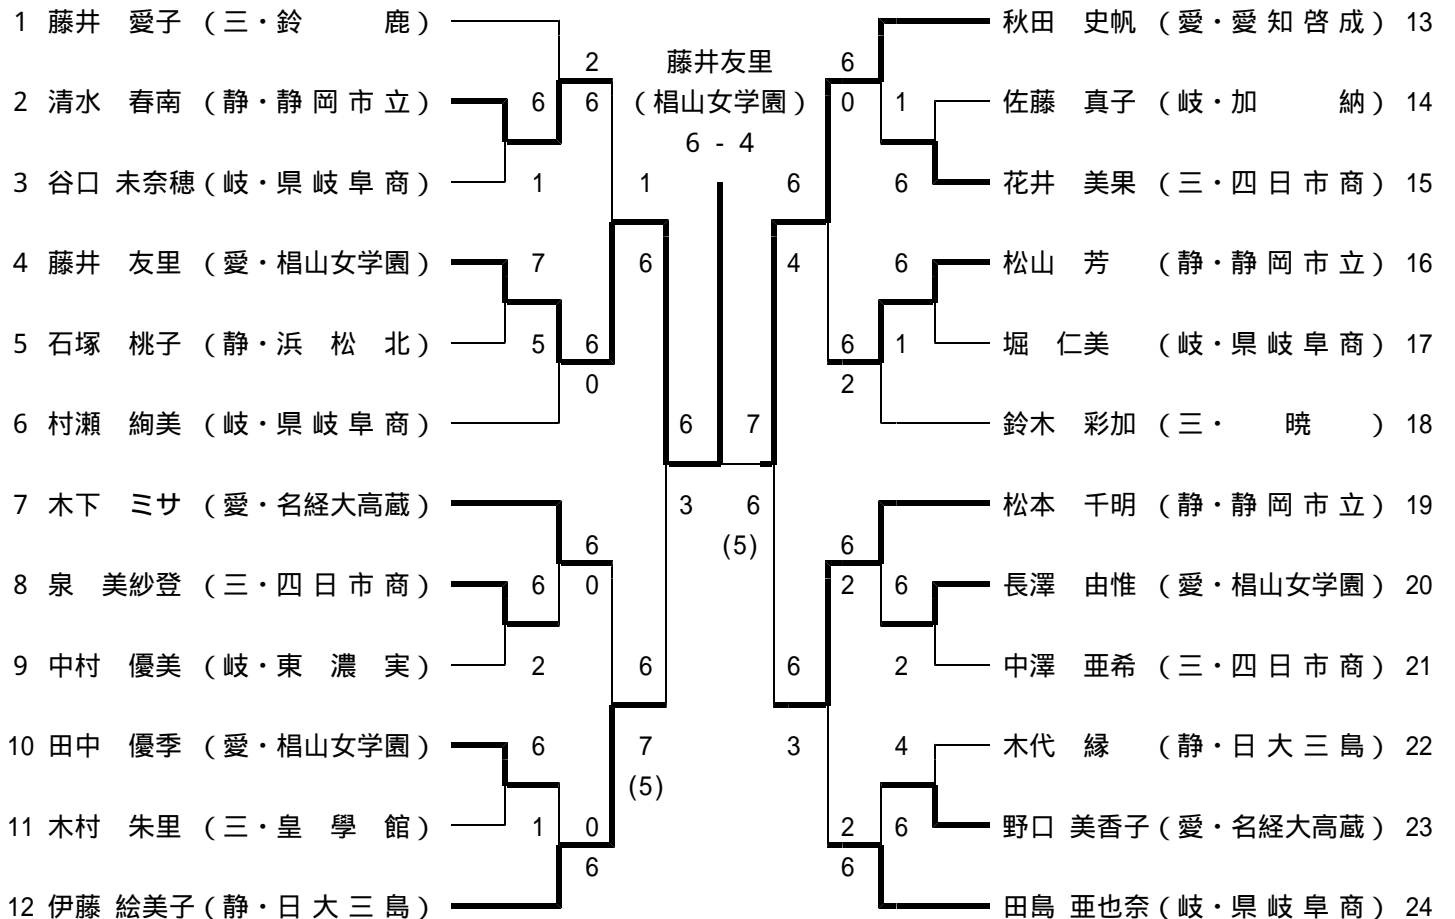 1 藤井 愛子 (三・鈴 鹿)
2
6
2 清水 春南 (静・静岡市立)
6
1
3 谷口 未奈穂 (岐・県岐阜商)
1
6
4 藤井 友里 (愛・椙山女学園)
7
5
5 石塚 桃子 (静・浜松北)
6
0
6 村瀬 絢美 (岐・県岐阜商)
6
3
7 木下 ミサ (愛・名経大高蔵)
6
0
8 泉 美紗登 (三・四日市商)
6
2
9 中村 優美 (岐・東濃実)
6
7
(5)
10 田中 優季 (愛・椙山女学園)
6
1
11 木村 朱里 (三・皇學館)
0
6
12 伊藤 絵美子 (静・日大三島)
藤井友里
(椙山女学園)
6 - 4
7
6
(5)
秋田 史帆 (愛・愛知啓成) 13
6
0
佐藤 真子 (岐・加 納) 14
1
6
花井 美果 (三・四日市商) 15
6
4
松山 芳 (静・静岡市立) 16
6
1
堀 仁美 (岐・県岐阜商) 17
6
2
鈴木 彩加 (三・ 暁 ) 18
松本 千明 (静・静岡市立) 19
6
2
長澤 由惟 (愛・椙山女学園) 20
6
2
中澤 亜希 (三・四日市商) 21
6
3
木代 縁 (静・日大三島) 22
4
6
野口 美香子 (愛・名経大高蔵) 23
2
6
田島 亜也奈 (岐・県岐阜商) 24